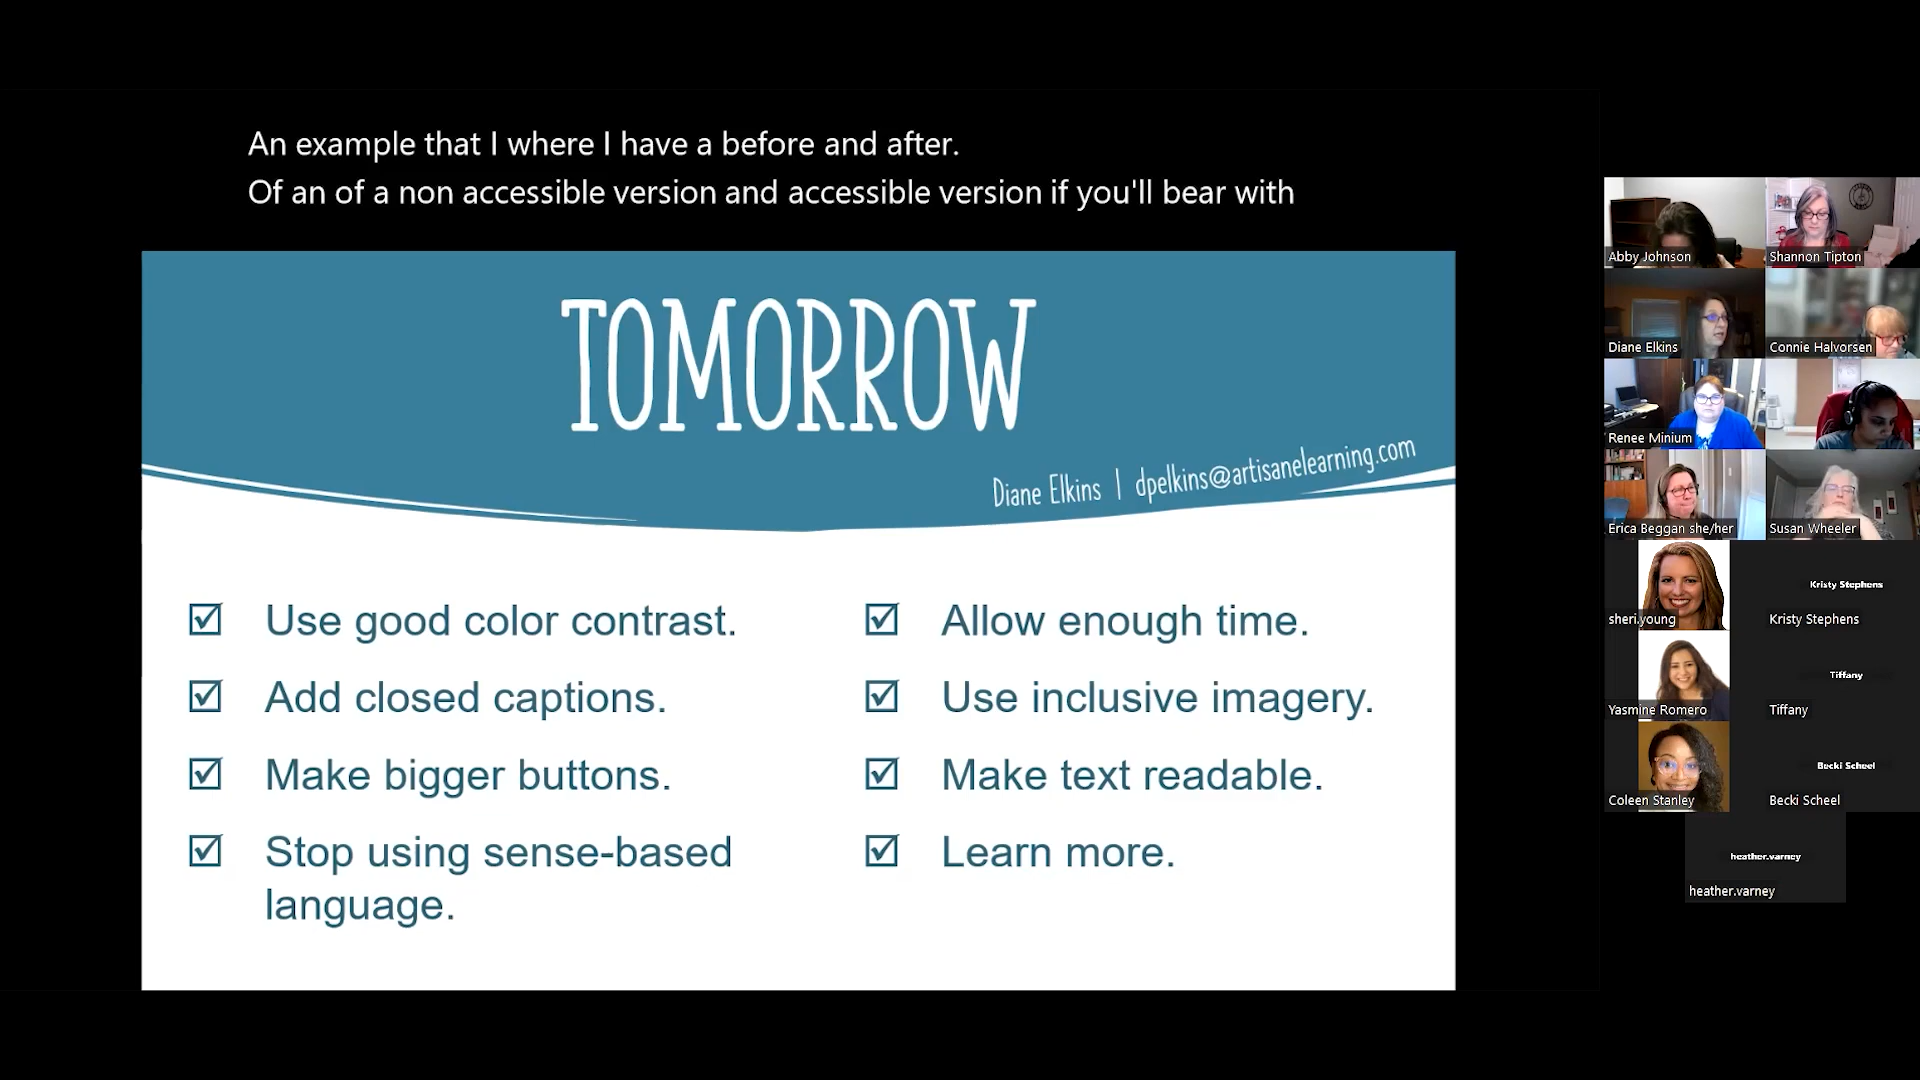 An example that I where I have a before and after.
Of an of a non accessible version and accessible version if you'll bear with
TOMORROW
Diane Elkins | dpelkins@artisanelearning.com
Use good color contrast.
Add closed captions.
Make bigger buttons.
Stop using sense-based
language.
Allow enough time.
Use inclusive imagery.
Make text readable.
Learn more.
Abby Johnson
Shannon Tipton
Diane Elkins
Connie Halvorsen
Renee Minium
Erica Beggan she/her
Susan Wheeler
sheri.young
Kristy Stephens
Kristy Stephens
Yasmine Romero
Tiffany
Tiffany
Coleen Stanley
Becki Scheel
Becki Scheel
heather.varney
heather.varney